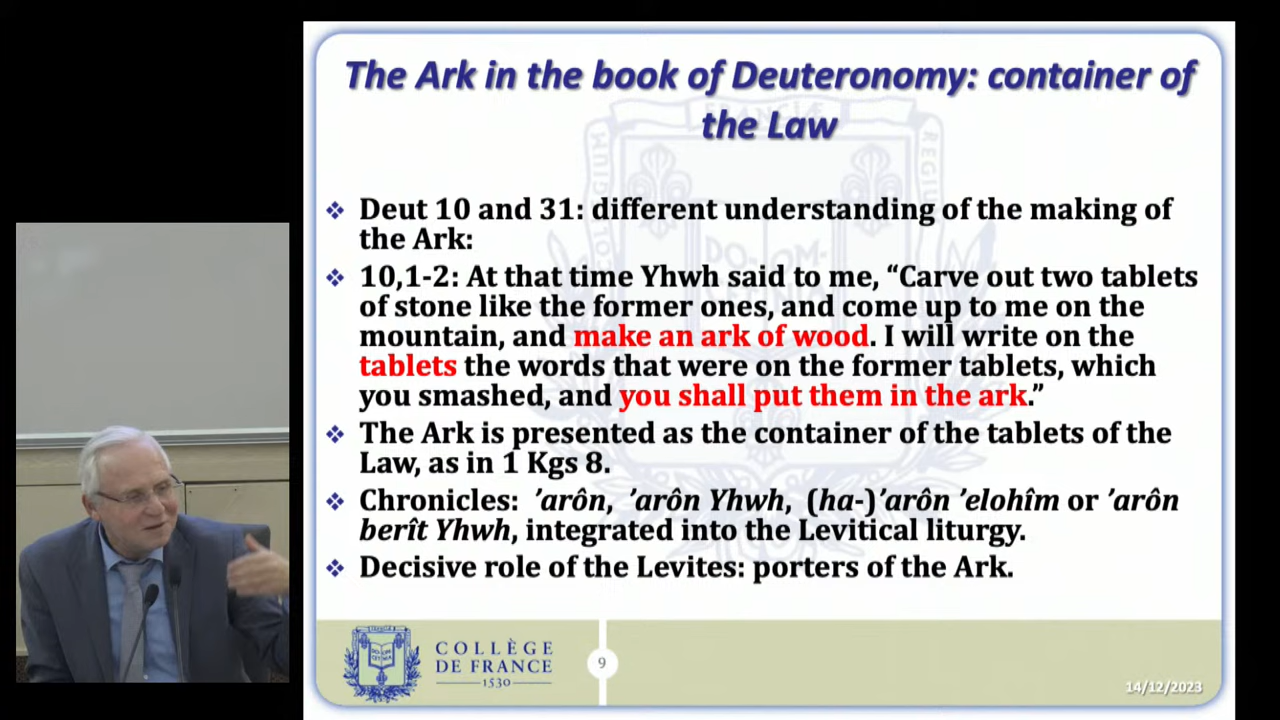 The Ark in the book of Deuteronomy: container of
the Law
❖ Deut 10 and 31: different understanding of the making of
the Ark:
❖ 10,1-2: At that time Yhwh said to me, “Carve out two tablets
of stone like the former ones, and come up to me on the
mountain, and make an ark of wood. I will write on the
tablets the words that were on the former tablets, which
you smashed, and you shall put them in the ark.”
❖ The Ark is presented as the container of the tablets of the
Law, as in 1 Kgs 8.
❖ Chronicles: ’arôn, ’arôn Yhwh, (ha-)’arôn ’elohîm or ’arôn
berît Yhwh, integrated into the Levitical liturgy.
❖ Decisive role of the Levites: porters of the Ark.
COLLÈGE
DE FRANCE
1530
9
14/12/2023